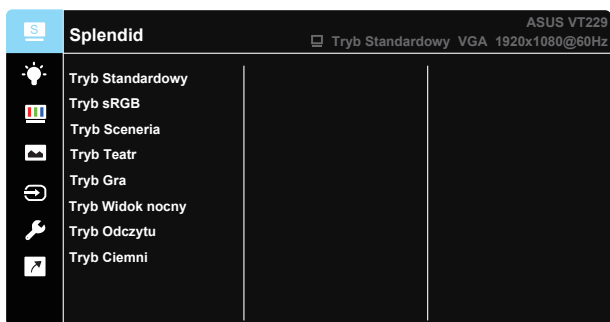 S
Splendid
ASUS VT229
Tryb Standardowy VGA 1920x1080@60Hz
Tryb Standardowy
Tryb sRGB
Tryb Sceneria
Tryb Teatr
Tryb Gra
Tryb Widok nocny
Tryb Odczytu
Tryb Ciemni